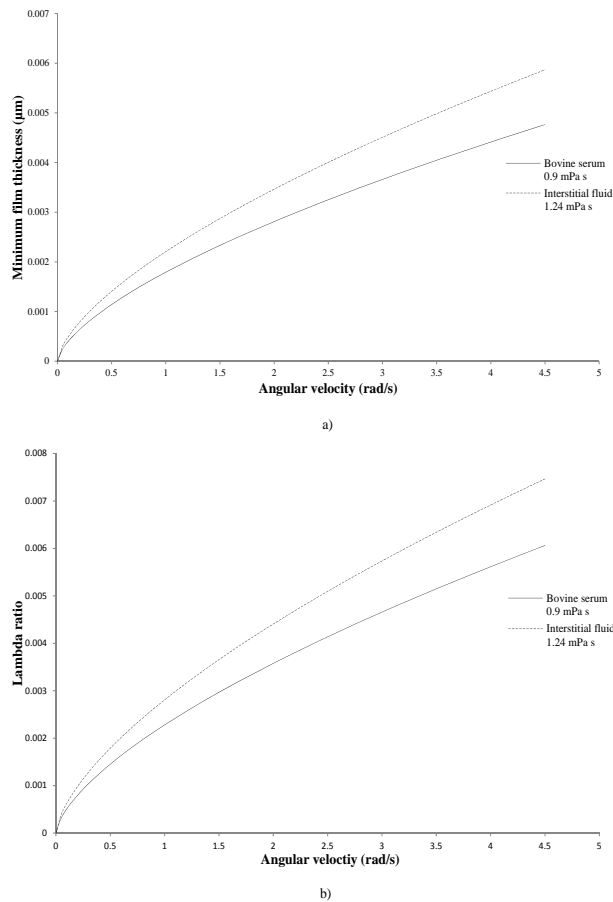 0.007
0.006
0.005
0.004
0.003
0.002
0.001
0
Minimum film thickness (µm)
Bovine serum
0.9 mPa s
Interstitial fluid
1.24 mPa s
0 0.5 1 1.5 2 2.5 3 3.5 4 4.5 5
Angular velocity (rad/s)
a)
0.008
0.007
0.006
0.005
0.004
0.003
0.002
0.001
0
Lambda ratio
Bovine serum
0.9 mPa s
Interstitial fluid
1.24 mPa s
0 0.5 1 1.5 2 2.5 3 3.5 4 4.5 5
Angular veloctiy (rad/s)
b)